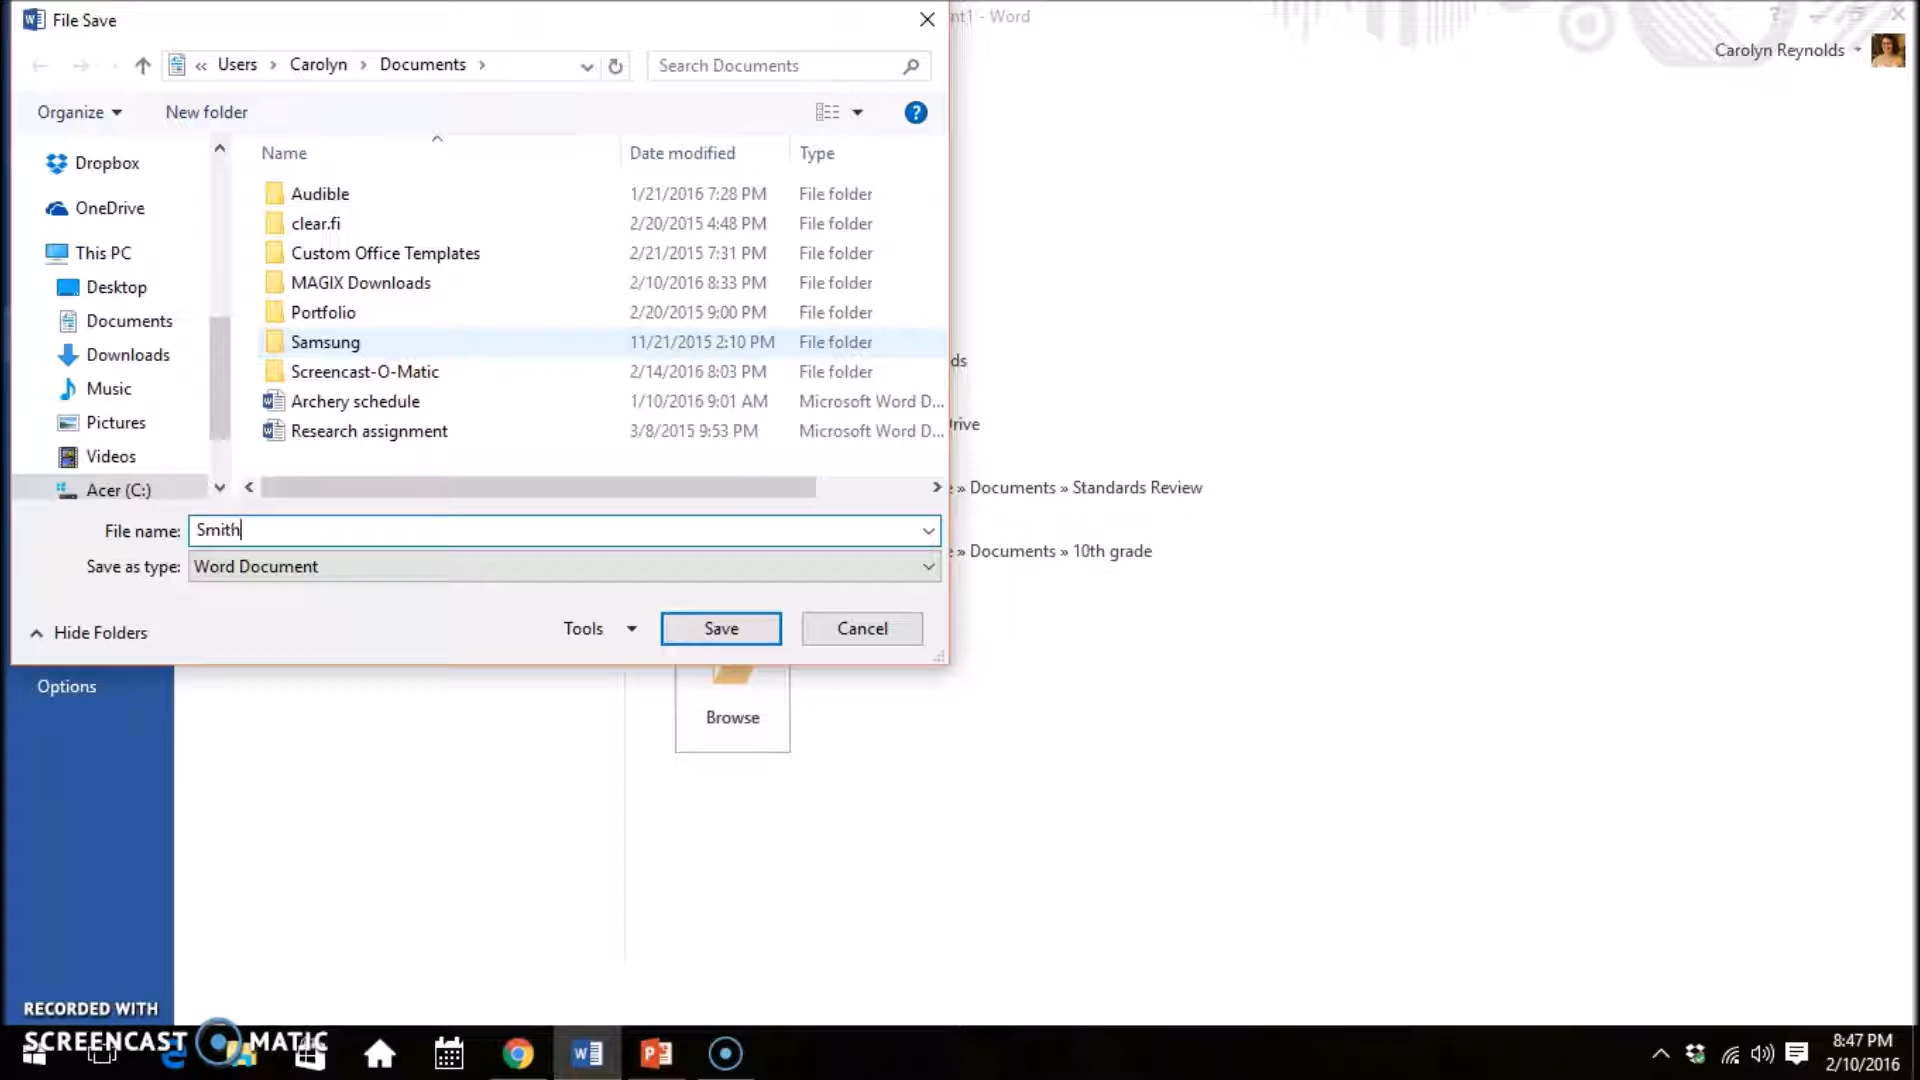 File Save
nt1 - Word
Carolyn Reynolds
« Users > Carolyn > Documents >
Search Documents
Organize
New folder
?
Name Date modified Type
Dropbox
OneDrive
This PC
Desktop
Documents
Downloads
Music
Pictures
Videos
Acer (C:)
Audible 1/21/2016 7:28 PM File folder
clear.fi 2/20/2015 4:48 PM File folder
Custom Office Templates 2/21/2015 7:31 PM File folder
MAGIX Downloads 2/10/2016 8:33 PM File folder
Portfolio 2/20/2015 9:00 PM File folder
Samsung 11/21/2015 2:10 PM File folder
Screencast-O-Matic 2/14/2016 8:03 PM File folder
Archery schedule 1/10/2016 9:01 AM Microsoft Word D...
Research assignment 3/8/2015 9:53 PM Microsoft Word D...
ds
rive
» Documents » Standards Review
» Documents » 10th grade
File name: Smith
Save as type: Word Document
Hide Folders
Tools
Save
Cancel
Options
Browse
RECORDED WITH
SCREENCAST MATIC
8:47 PM
2/10/2016